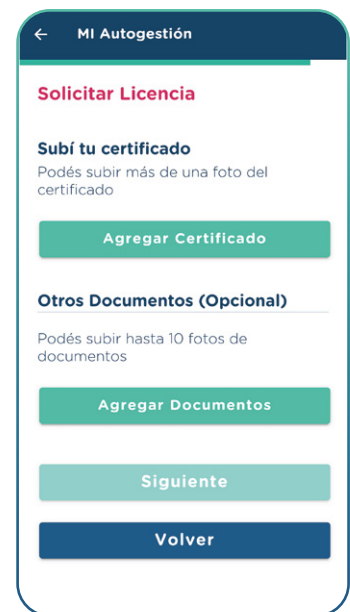 MI Autogestión
Solicitar Licencia
Subí tu certificado
Podés subir más de una foto del
certificado
Agregar Certificado
Otros Documentos (Opcional)
Podés subir hasta 10 fotos de
documentos
Agregar Documentos
Siguiente
Volver